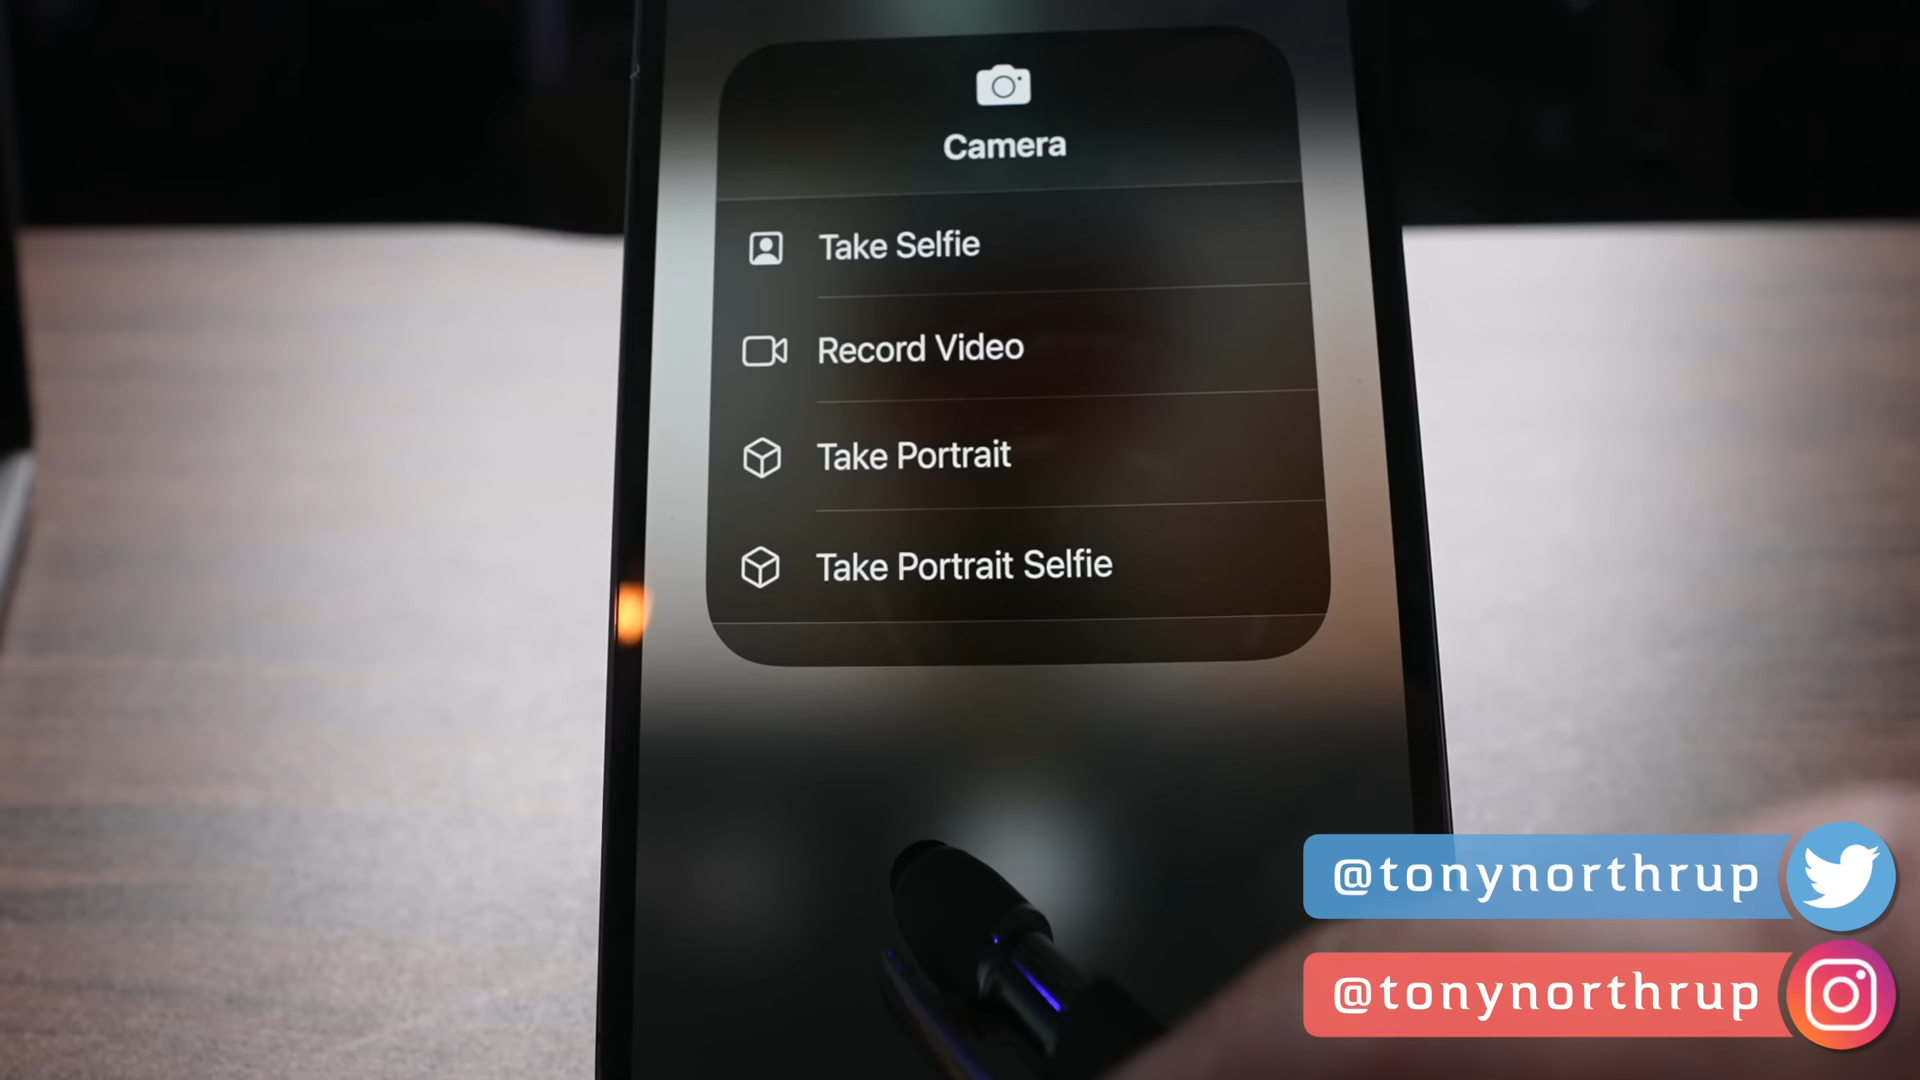 Camera
Take Selfie
Record Video
Take Portrait
Take Portrait Selfie
@tonynorthrup
@tonynorthrup